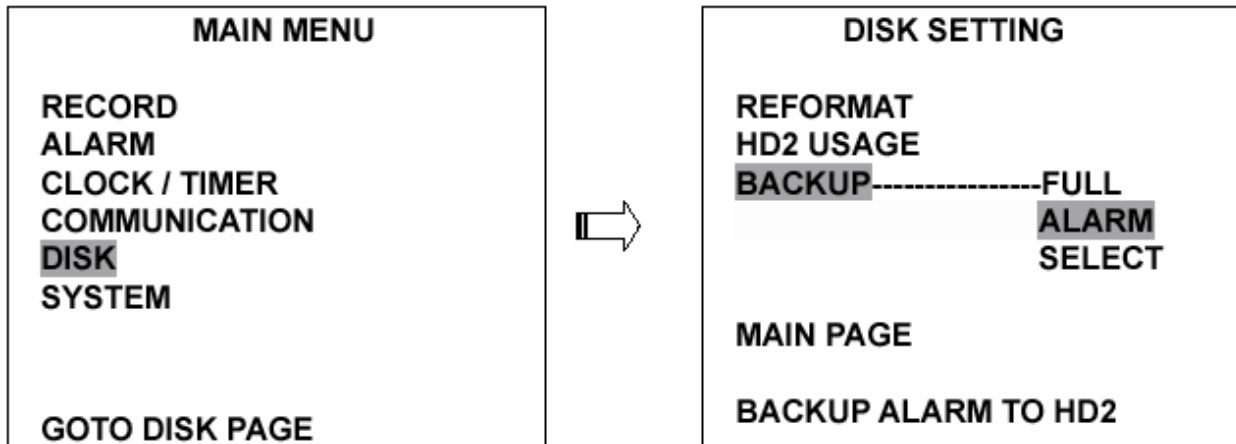 MAIN MENU
RECORD
ALARM
CLOCK / TIMER
COMMUNICATION
DISK
SYSTEM
GOTO DISK PAGE
DISK SETTING
REFORMAT
HD2 USAGE
BACKUP----------------FULL
ALARM
SELECT
MAIN PAGE
BACKUP ALARM TO HD2